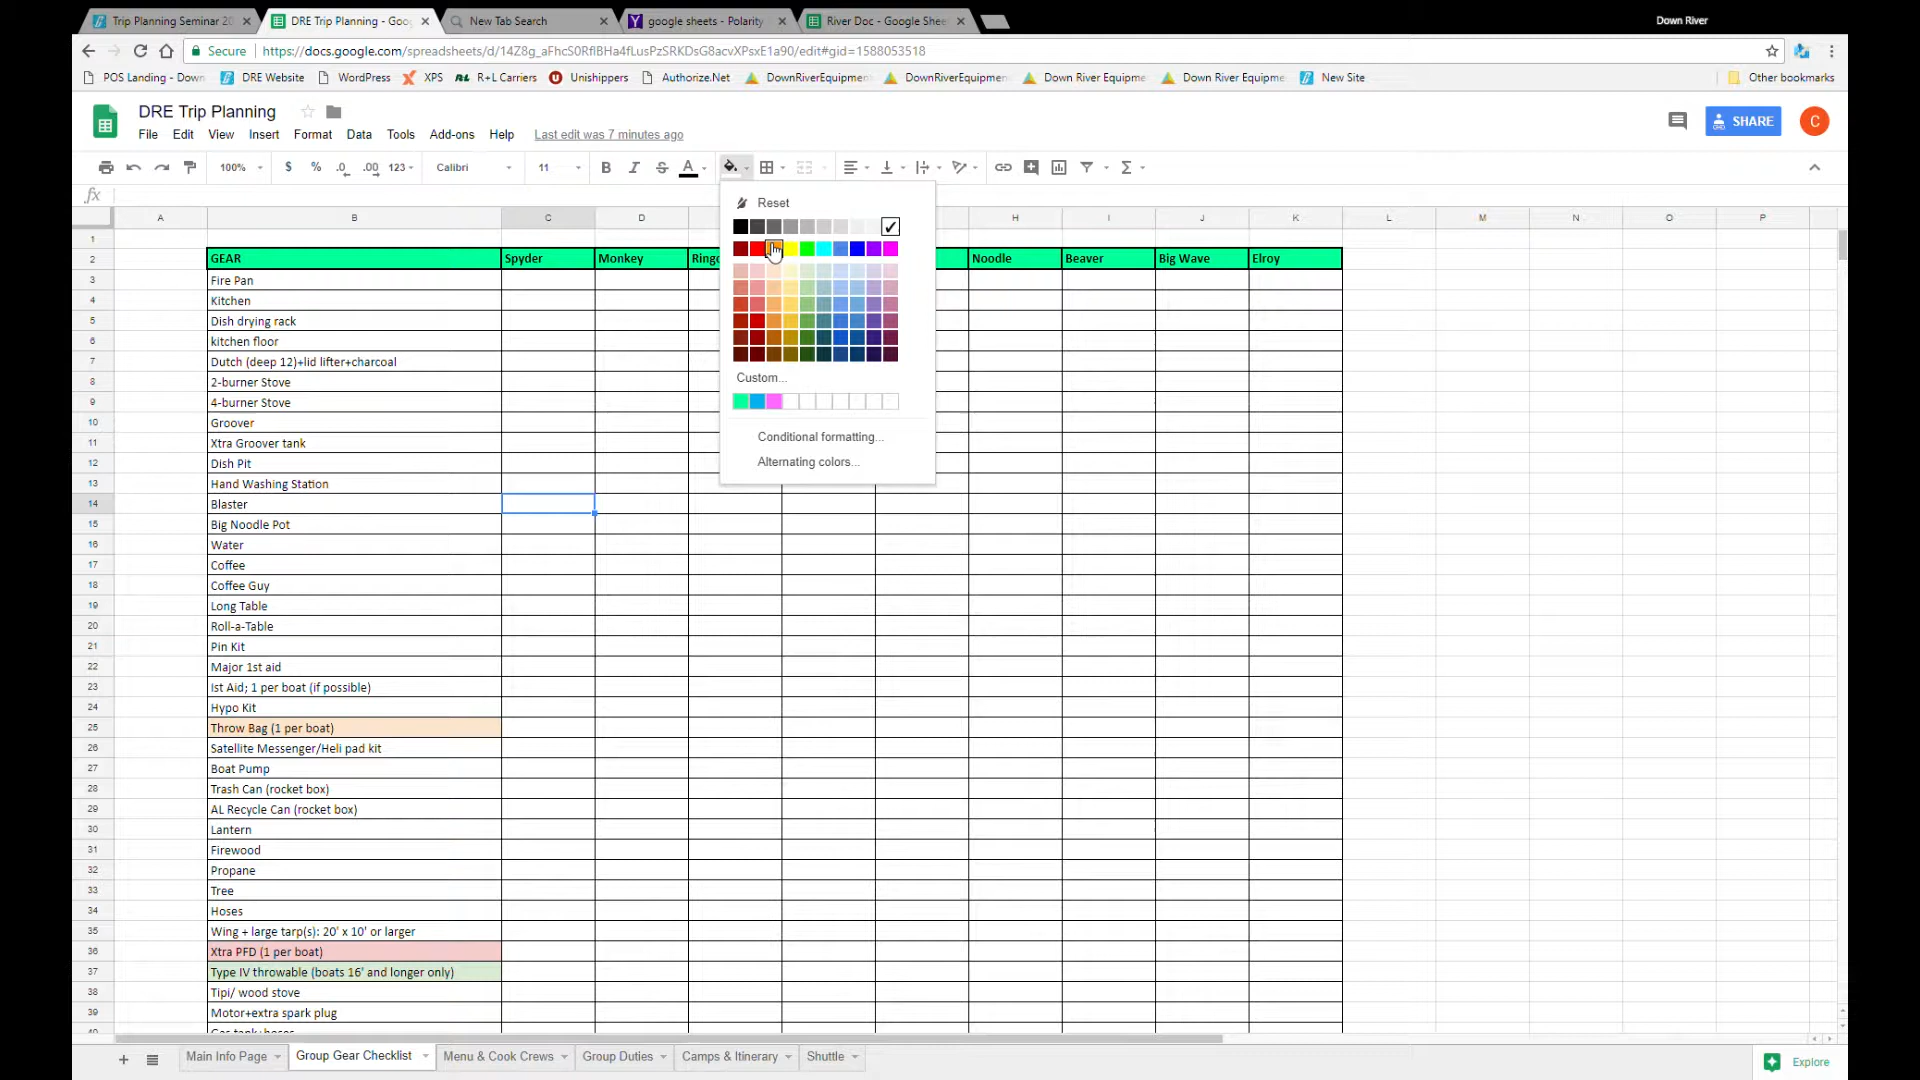 Down River
Trip Planning Seminar 20
DRE Trip Planning - Goo
New Tab Search
google sheets - Polarity
River Doc - Google Shee
Secure
https://docs.google.com/spreadsheets/d/14Z8g_aFhcS0RflBHa4fLusPzSRKDsG8acvXPsxE1a90/edit#gid=1588053518
POS Landing - Down
DRE Website
WordPress
XPS
R+L Carriers
Unishippers
Authorize.Net
DownRiverEquipmen
DownRiverEquipmen
Down River Equipme
Down River Equipme
New Site
Other bookmarks
DRE Trip Planning
File Edit View Insert Format Data Tools Add-ons Help Last edit was 7 minutes ago
SHARE
C
100% $ % .0 .00 123 Calibri 11 B I S A Σ
fx
Reset
Custom...
Conditional formatting...
Alternating colors...
A B C D H I J K L M N O P
1
2 GEAR Spyder Monkey Ringo Noodle Beaver Big Wave Elroy
3 Fire Pan
4 Kitchen
5 Dish drying rack
6 kitchen floor
7 Dutch (deep 12)+lid lifter+charcoal
8 2-burner Stove
9 4-burner Stove
10 Groover
11 Xtra Groover tank
12 Dish Pit
13 Hand Washing Station
14 Blaster
15 Big Noodle Pot
16 Water
17 Coffee
18 Coffee Guy
19 Long Table
20 Roll-a-Table
21 Pin Kit
22 Major 1st aid
23 Ist Aid; 1 per boat (if possible)
24 Hypo Kit
25 Throw Bag (1 per boat)
26 Satellite Messenger/Heli pad kit
27 Boat Pump
28 Trash Can (rocket box)
29 AL Recycle Can (rocket box)
30 Lantern
31 Firewood
32 Propane
33 Tree
34 Hoses
35 Wing + large tarp(s): 20' x 10' or larger
36 Xtra PFD (1 per boat)
37 Type IV throwable (boats 16' and longer only)
38 Tipi/ wood stove
39 Motor+extra spark plug
40 Gas tank+hoses
Main Info Page
Group Gear Checklist
Menu & Cook Crews
Group Duties
Camps & Itinerary
Shuttle
Explore